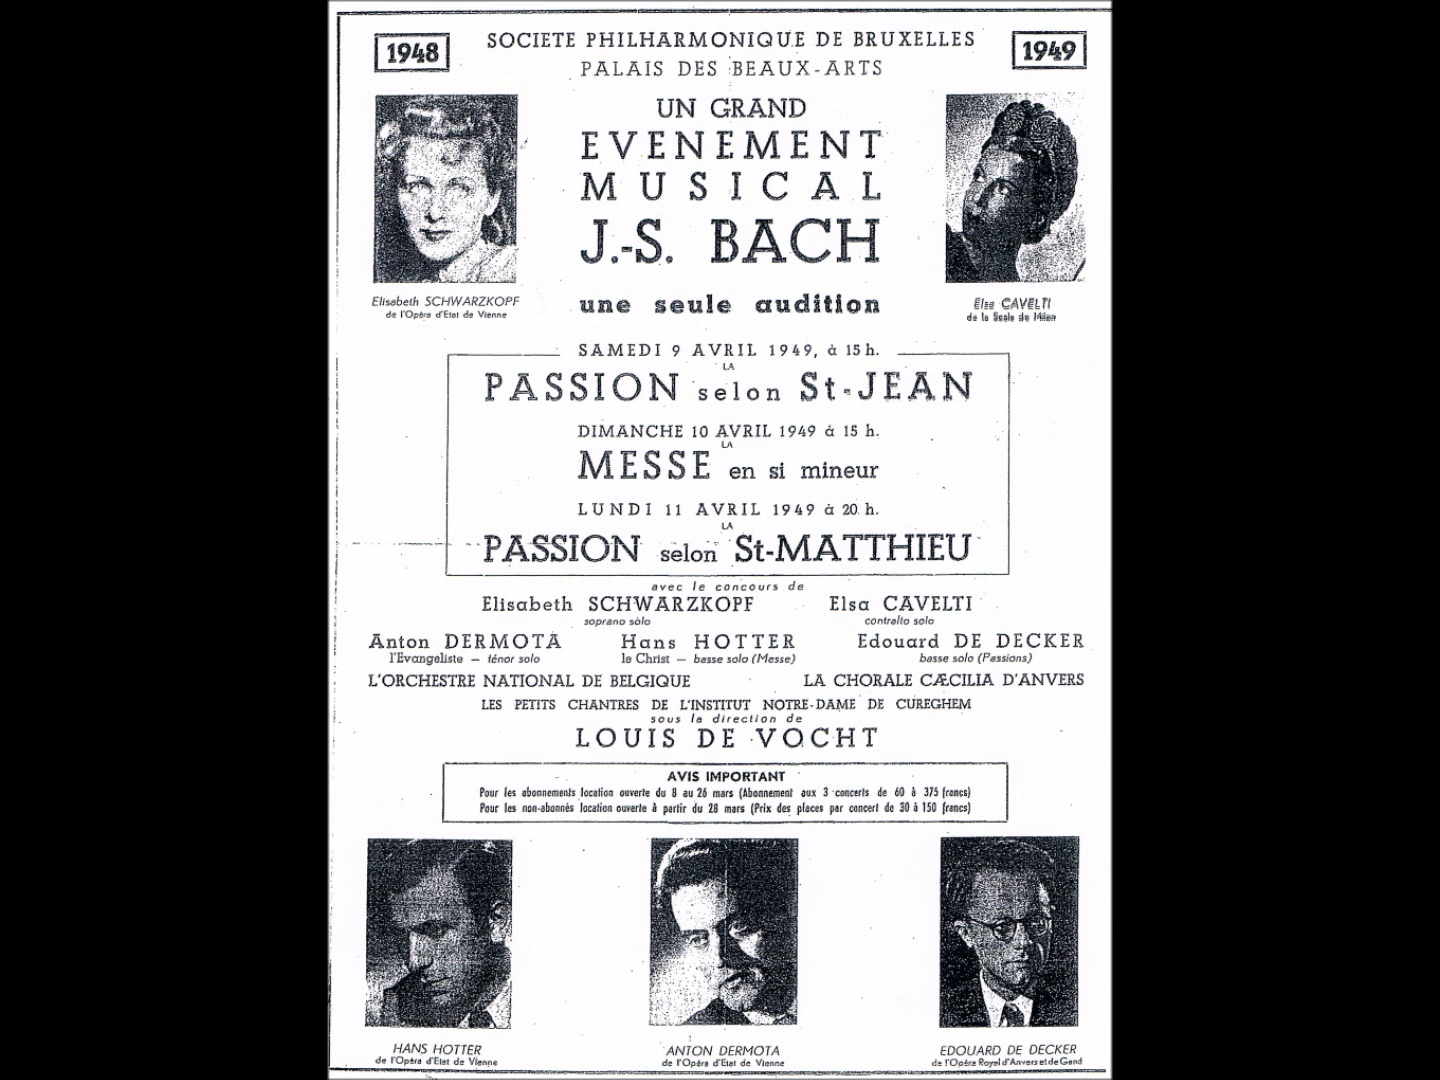 1948
SOCIETE PHILHARMONIQUE DE BRUXELLES
1949
PALAIS DES BEAUX-ARTS
UN GRAND
EVENEMENT
MUSICAL
J.-S. BACH
une seule audition
Elisabeth SCHWARZKOPF
de l'Opéra d'Etat de Vienne
Elsa CAVELTI
de la Scala de Milan
SAMEDI 9 AVRIL 1949, à 15 h.
LA
PASSION selon St-JEAN
DIMANCHE 10 AVRIL 1949 à 15 h.
LA
MESSE en si mineur
LUNDI 11 AVRIL 1949 à 20 h.
LA
PASSION selon St-MATTHIEU
avec le concours de
Elisabeth SCHWARZKOPF
soprano solo
Elsa CAVELTI
contralto solo
Anton DERMOTA
l'Evangeliste – ténor solo
Hans HOTTER
le Christ – basse solo (Messe)
Edouard DE DECKER
basse solo (Passions)
L'ORCHESTRE NATIONAL DE BELGIQUE
LA CHORALE CÆCILIA D'ANVERS
LES PETITS CHANTRES DE L'INSTITUT NOTRE-DAME DE CUREGHEM
sous la direction de
LOUIS DE VOCHT
AVIS IMPORTANT
Pour les abonnements location ouverte du 8 au 26 mars (Abonnement aux 3 concerts de 60 à 375 francs)
Pour les non-abonnés location ouverte à partir du 28 mars (Prix des places par concert de 30 à 150 francs)
HANS HOTTER
de l'Opéra d'Etat de Vienne
ANTON DERMOTA
de l'Opéra d'Etat de Vienne
EDOUARD DE DECKER
de l'Opéra Royal d'Anvers et de Gand